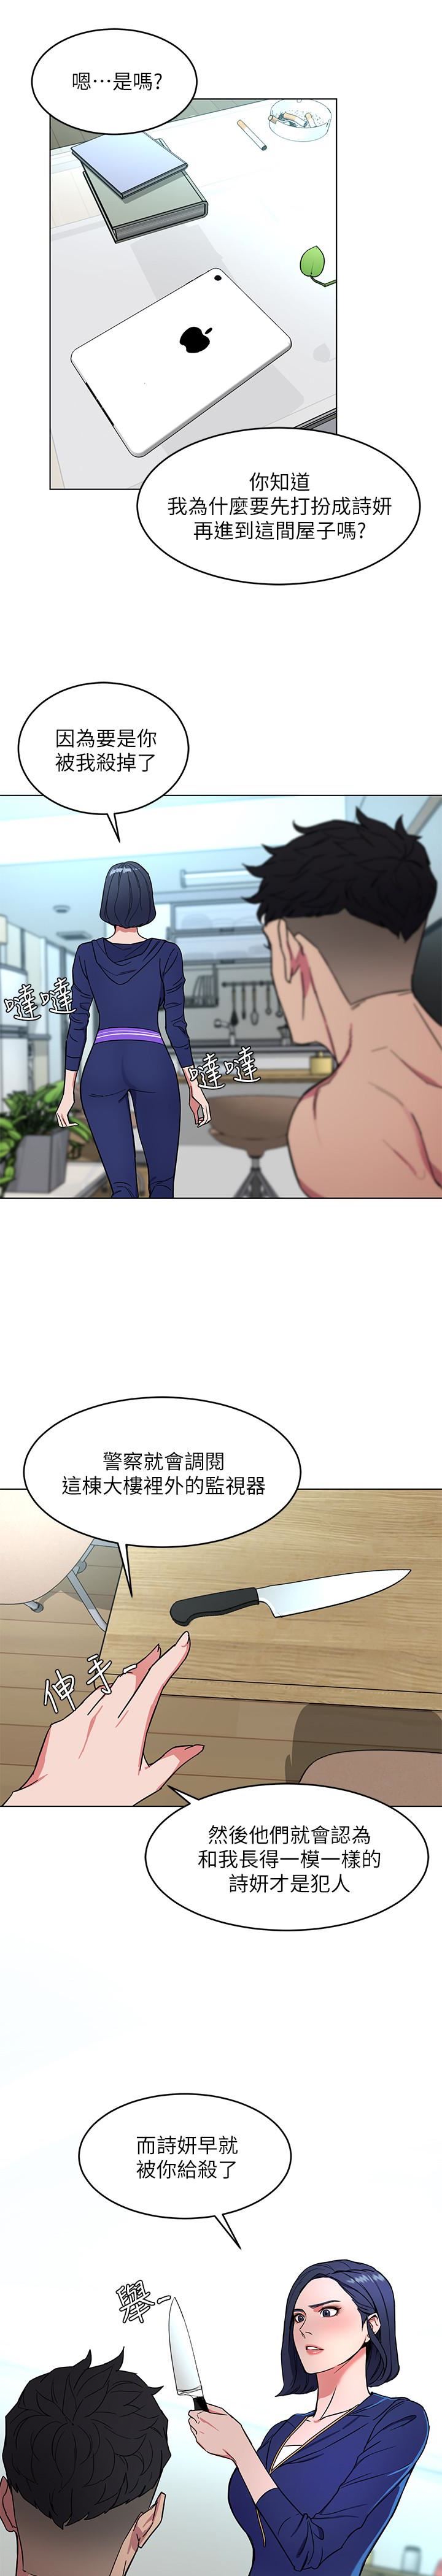 嗯…是嗎?
你知道
我為什麼要先打扮成詩妍
再進到這間屋子嗎?
因為要是你
被我殺掉了
噠噠
噠噠
警察就會調閱
這棟大樓裡外的監視器
伸手-
然後他們就會認為
和我長得一模一樣的
詩妍才是犯人
而詩妍早就
被你給殺了
舉-